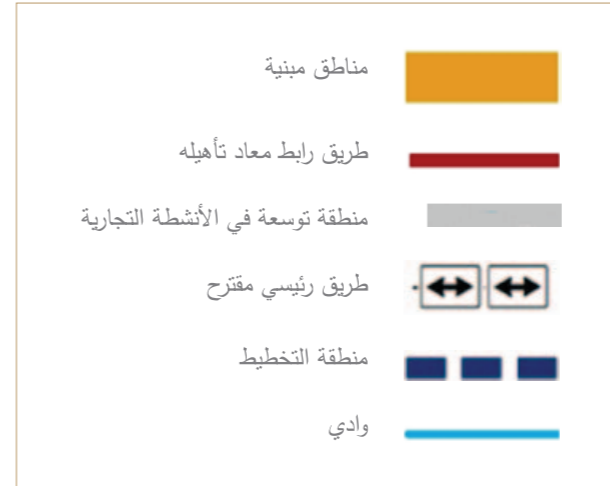 مناطق مبنية
طريق رابط معاد تأهيله
منطقة توسعة في الأنشطة التجارية
طريق رئيسي مقترح
منطقة التخطيط
وادي